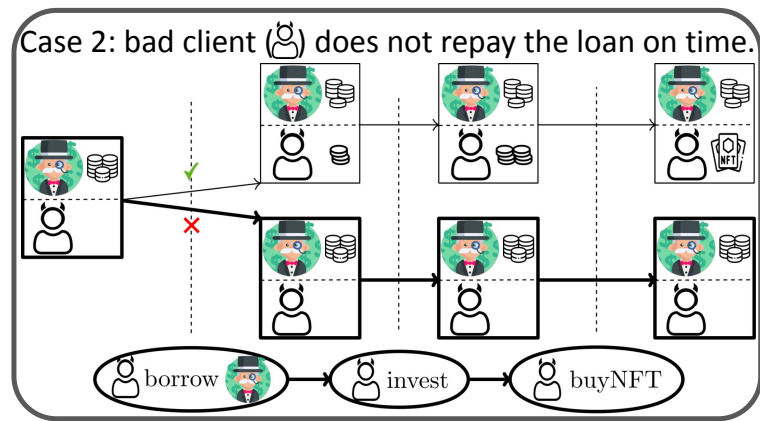 Case 2: bad client ( ) does not repay the loan on time.
NFT
borrow
invest
buyNFT